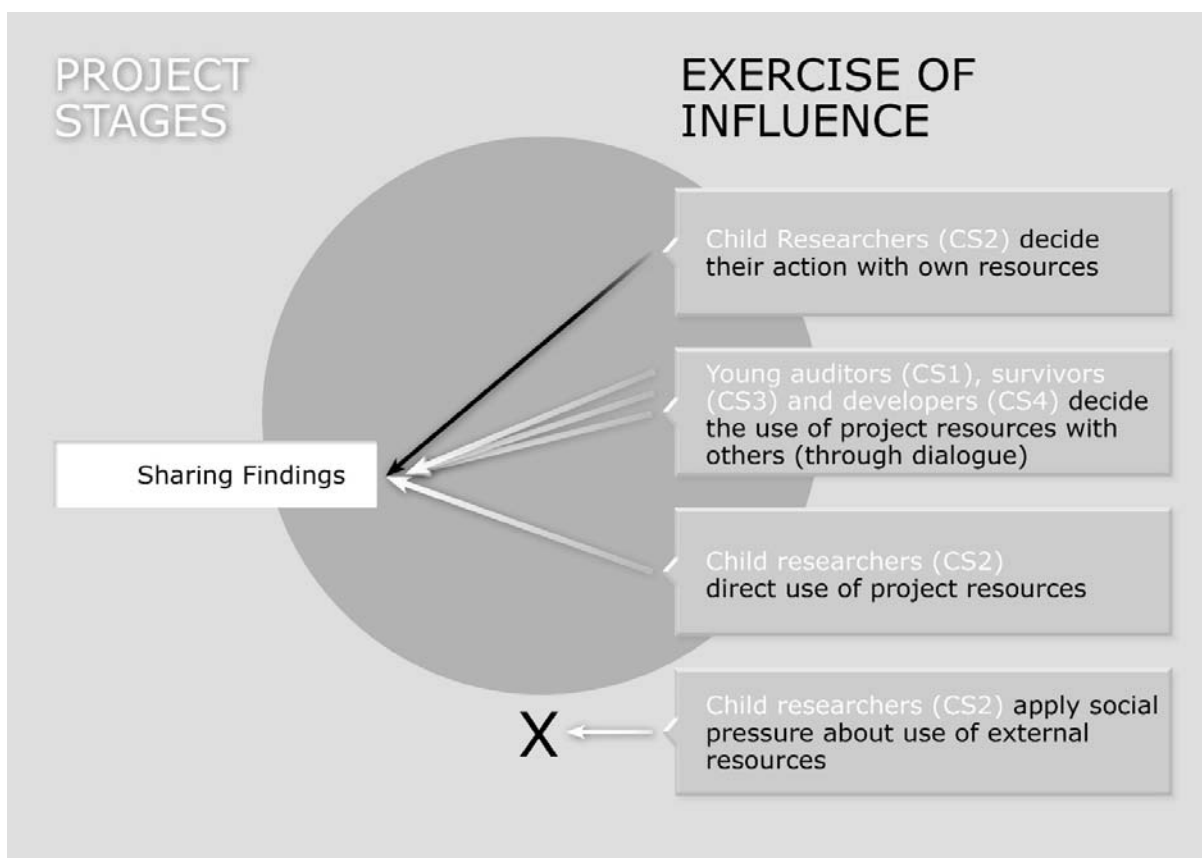 PROJECT
STAGES
EXERCISE OF
INFLUENCE
Child Researchers (CS2) decide
their action with own resources
Young auditors (CS1), survivors
(CS3) and developers (CS4) decide
the use of project resources with
others (through dialogue)
Sharing Findings
Child researchers (CS2)
direct use of project resources
Child researchers (CS2) apply social
pressure about use of external
resources
X